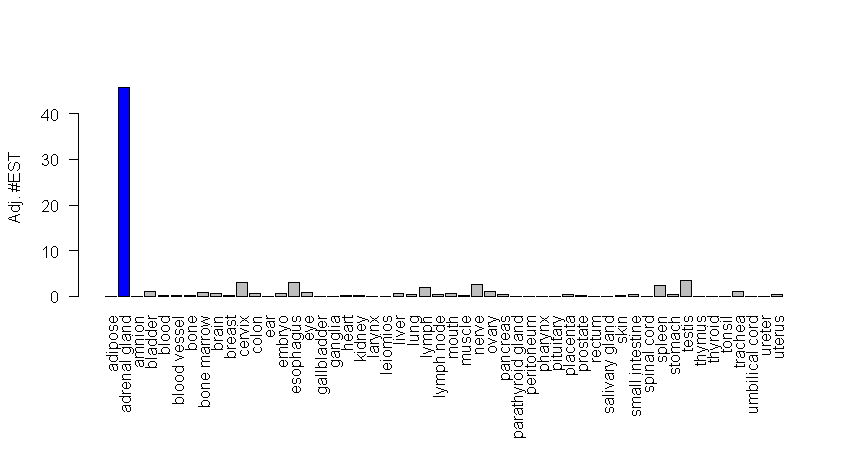 Adj. #EST
40
30
20
10
0
adipose
adrenal gland
amnion
bladder
blood
blood vessel
bone
bone marrow
brain
breast
cervix
colon
ear
embryo
esophagus
eye
gallbladder
ganglia
heart
kidney
larynx
leiomios
liver
lung
lymph
lymph node
mouth
muscle
nerve
ovary
pancreas
parathyroid gland
peritoneum
pharynx
pituitary
placenta
prostate
rectum
salivary gland
skin
small intestine
spinal cord
spleen
stomach
testis
thymus
thyroid
tonsil
trachea
umbilical cord
ureter
uterus